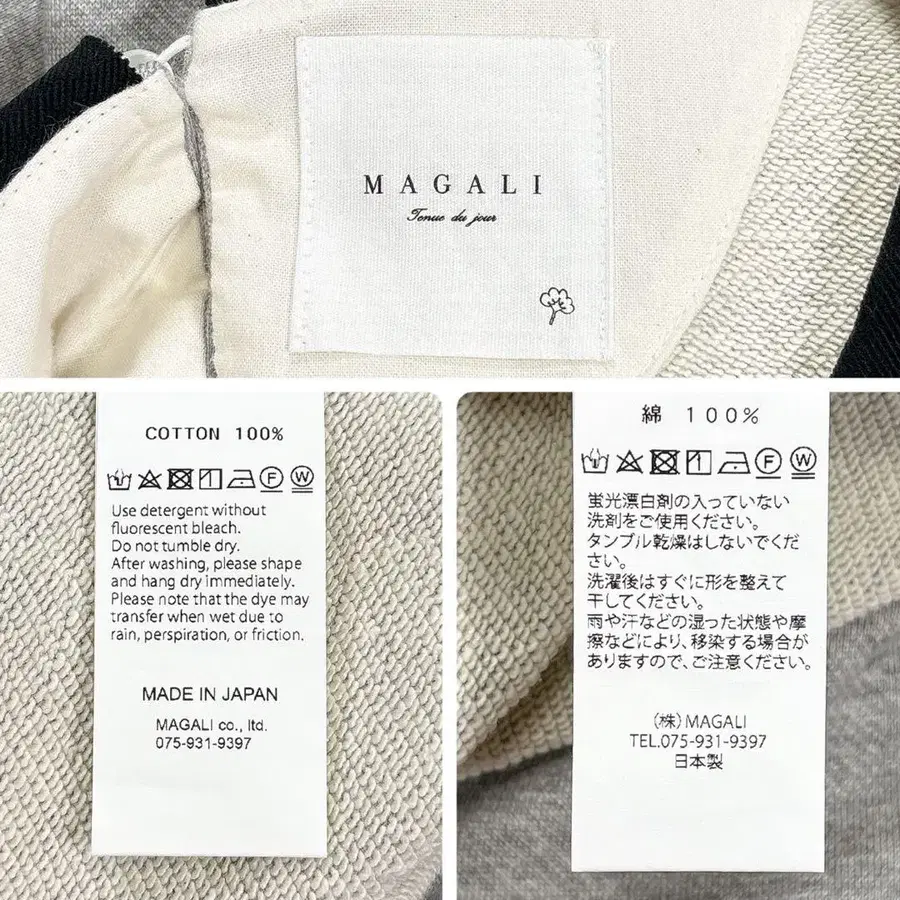 MAGALI
Tenue du jour
COTTON 100%
F W
Use detergent without
fluorescent bleach.
Do not tumble dry.
After washing, please shape
and hang dry immediately.
Please note that the dye may
transfer when wet due to
rain, perspiration, or friction.
MADE IN JAPAN
MAGALI co., ltd.
075-931-9397
綿 100%
F W
蛍光漂白剤の入っていない
洗剤をご使用ください。
タンブル乾燥はしないでくだ
さい。
洗濯後はすぐに形を整えて
干してください。
雨や汗などの湿った状態や摩
擦などにより、移染する場合が
ありますので、ご注意ください。
(株)MAGALI
TEL.075-931-9397
日本製